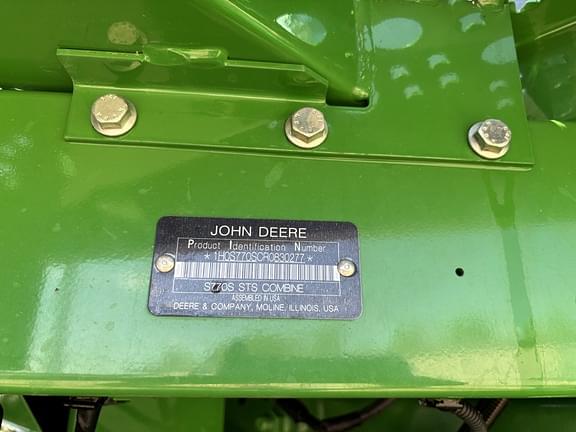 JOHN DEERE
Product Identification Number
* 1H0S770SCR0830277 *
S770S STS COMBINE
ASSEMBLED IN USA
DEERE & COMPANY, MOLINE, ILLINOIS, USA